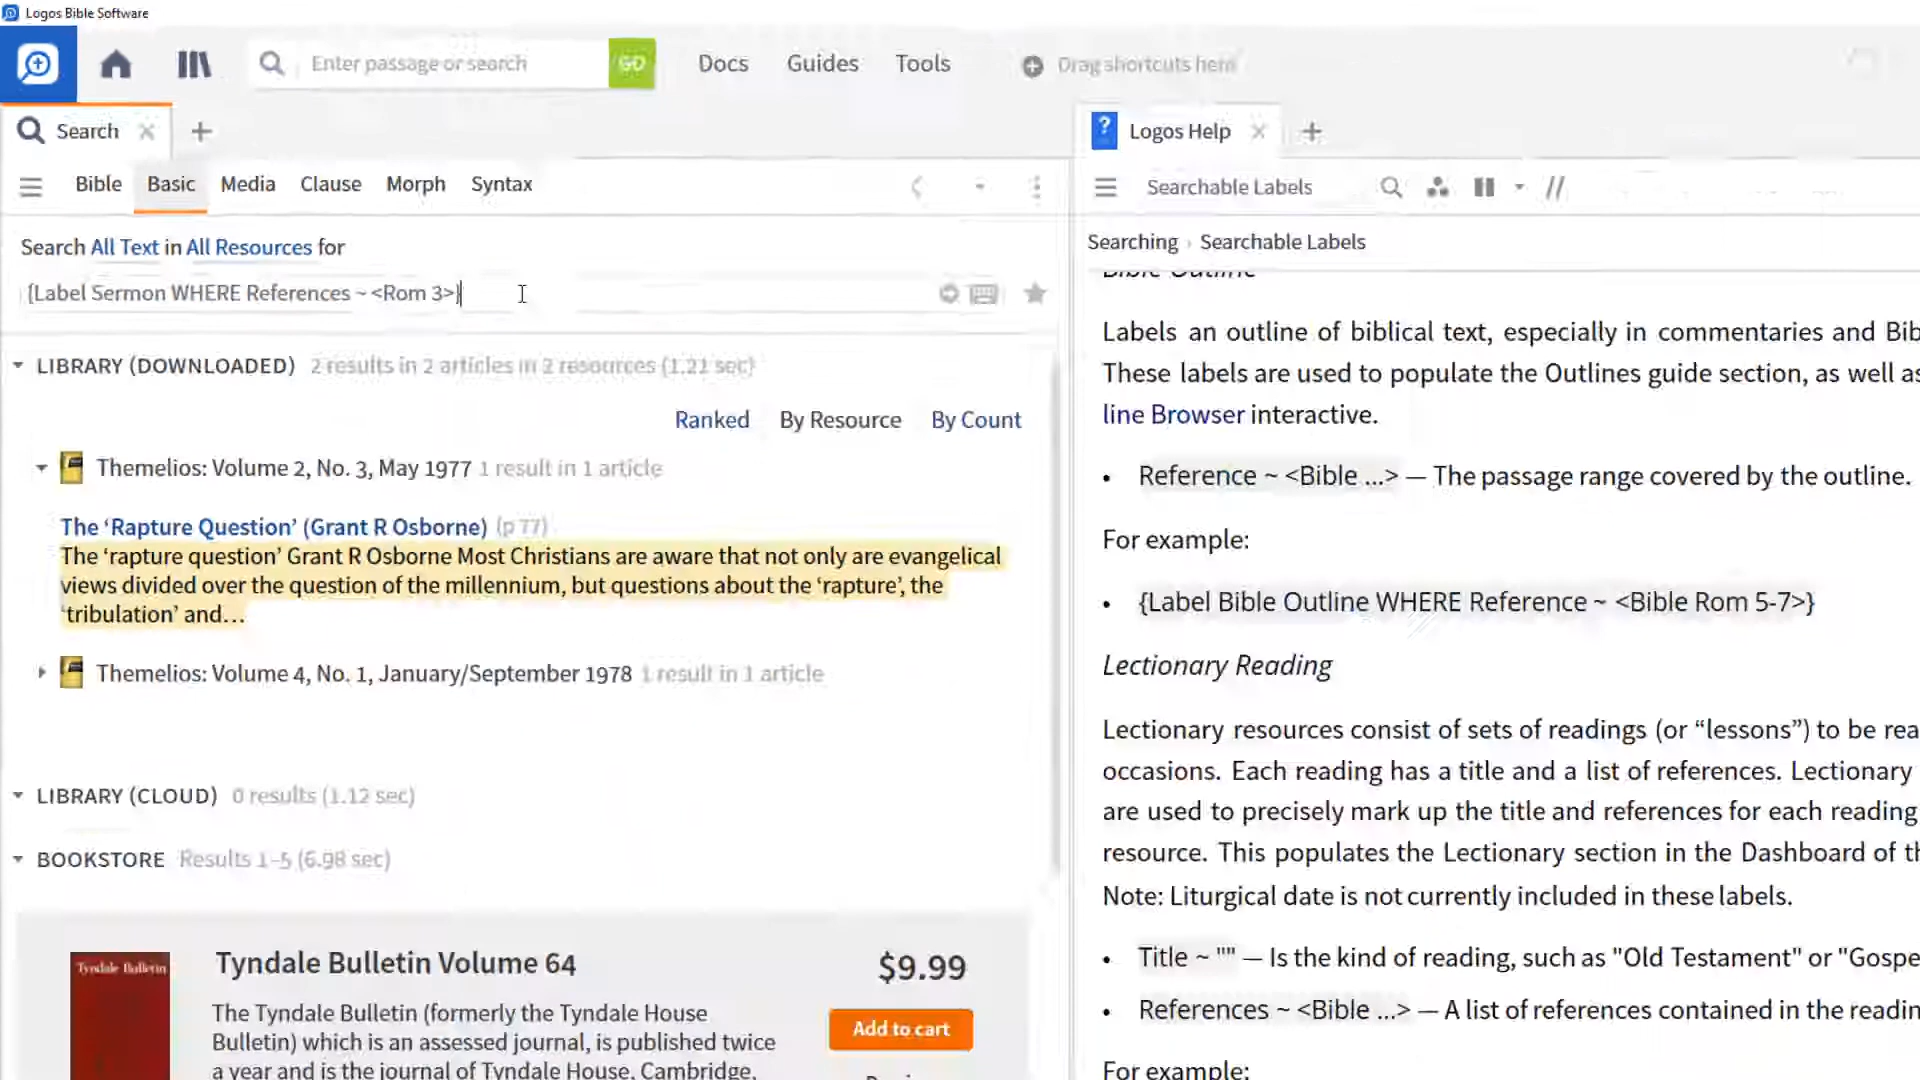 Logos Bible Software
Enter passage or search
GO
Docs
Guides
Tools
Drag shortcuts here
Search
Bible
Basic
Media
Clause
Morph
Syntax
Search All Text in All Resources for
{Label Sermon WHERE References ~ <Rom 3>}
LIBRARY (DOWNLOADED) 2 results in 2 articles in 2 resources (1.21 sec)
Ranked
By Resource
By Count
Themelios: Volume 2, No. 3, May 1977 1 result in 1 article
The ‘Rapture Question’ (Grant R Osborne) (p 77)
The ‘rapture question’ Grant R Osborne Most Christians are aware that not only are evangelical
views divided over the question of the millennium, but questions about the ‘rapture’, the
‘tribulation’ and…
Themelios: Volume 4, No. 1, January/September 1978 1 result in 1 article
LIBRARY (CLOUD) 0 results (1.12 sec)
BOOKSTORE Results 1–5 (6.98 sec)
Tyndale Bulletin
Tyndale Bulletin Volume 64
$9.99
The Tyndale Bulletin (formerly the Tyndale House
Bulletin) which is an assessed journal, is published twice
a year and is the journal of Tyndale House, Cambridge,
Add to cart
Logos Help
Searchable Labels
Searching › Searchable Labels
Bible Outline
Labels an outline of biblical text, especially in commentaries and Bib
These labels are used to populate the Outlines guide section, as well as
line Browser interactive.
• Reference ~ <Bible ...> — The passage range covered by the outline.
For example:
• {Label Bible Outline WHERE Reference ~ <Bible Rom 5-7>}
Lectionary Reading
Lectionary resources consist of sets of readings (or “lessons”) to be rea
occasions. Each reading has a title and a list of references. Lectionary
are used to precisely mark up the title and references for each reading
resource. This populates the Lectionary section in the Dashboard of th
Note: Liturgical date is not currently included in these labels.
• Title ~ "" — Is the kind of reading, such as "Old Testament" or "Gospe
• References ~ <Bible ...> — A list of references contained in the readin
For example: